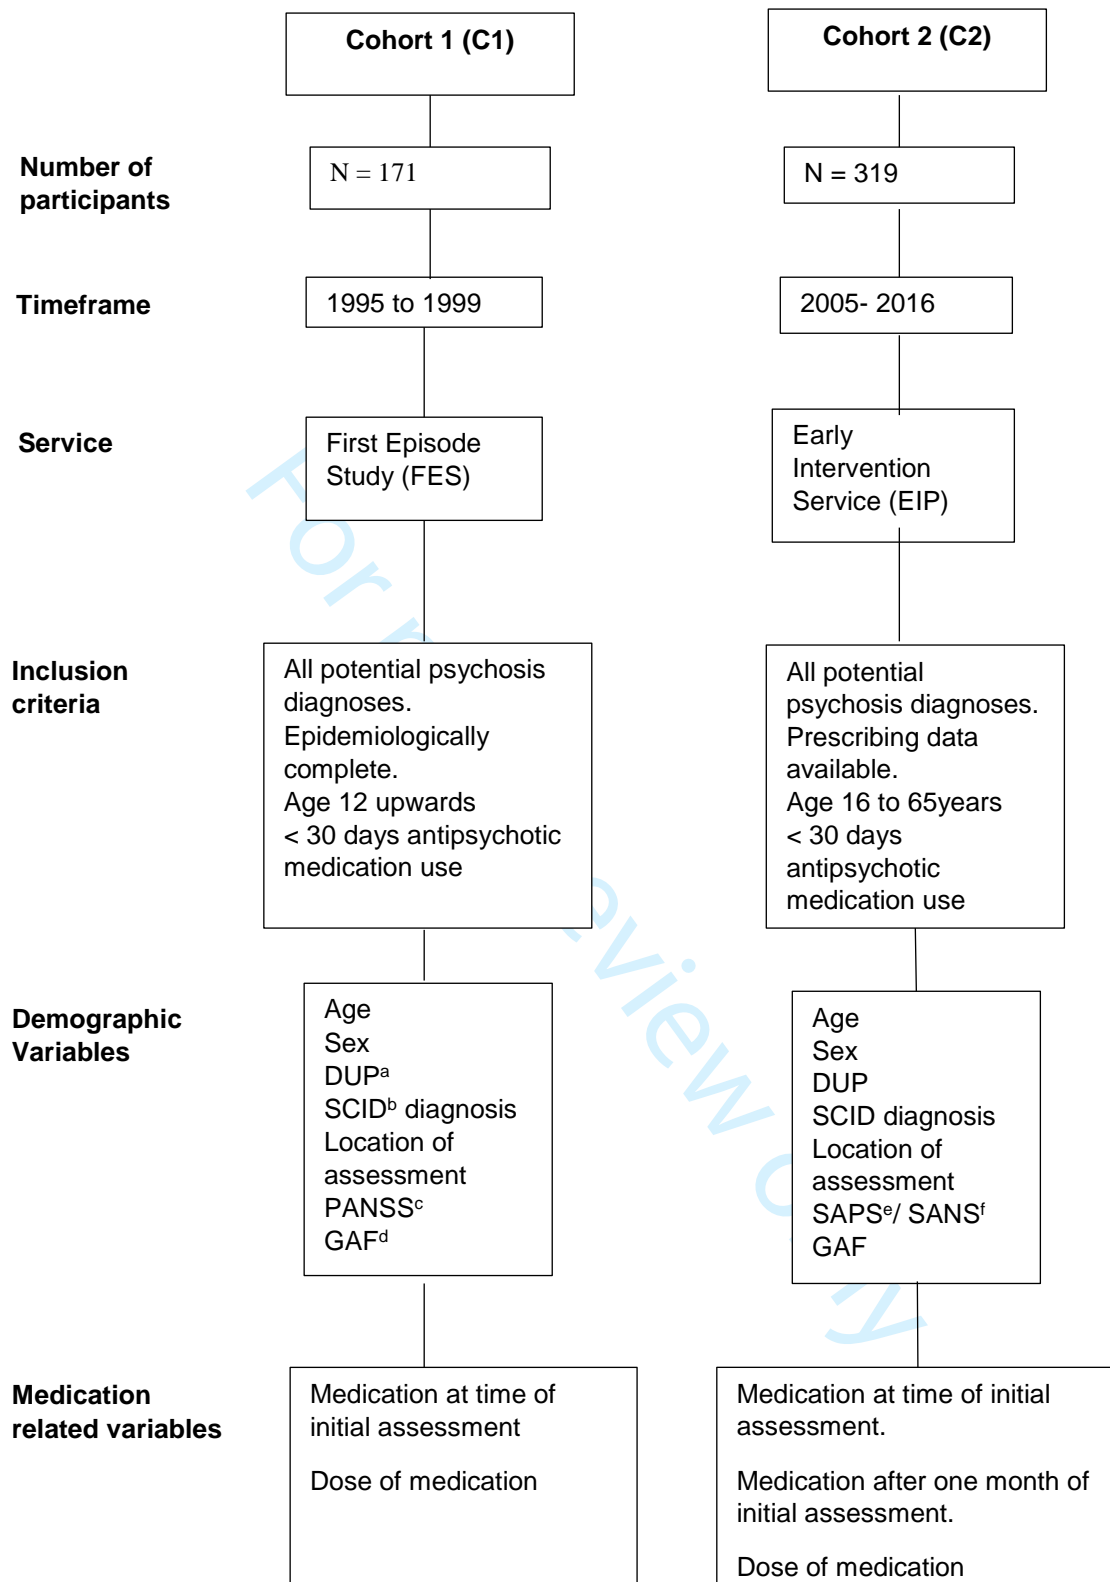 Cohort 1 (C1)
Cohort 2 (C2)
Number of
participants
N = 171
N = 319
Timeframe
1995 to 1999
2005- 2016
Service
First Episode
Study (FES)
Early
Intervention
Service (EIP)
Inclusion
criteria
All potential psychosis
diagnoses.
Epidemiologically
complete.
Age 12 upwards
< 30 days antipsychotic
medication use
All potential
psychosis diagnoses.
Prescribing data
available.
Age 16 to 65years
< 30 days
antipsychotic
medication use
Demographic
Variables
Age
Sex
DUPᵃ
SCIDᵇ diagnosis
Location of
assessment
PANSSᶜ
GAFᵈ
Age
Sex
DUP
SCID diagnosis
Location of
assessment
SAPSᵉ/ SANSᶠ
GAF
Medication
related variables
Medication at time of
initial assessment
Dose of medication
Medication at time of initial
assessment.
Medication after one month of
initial assessment.
Dose of medication
For review only